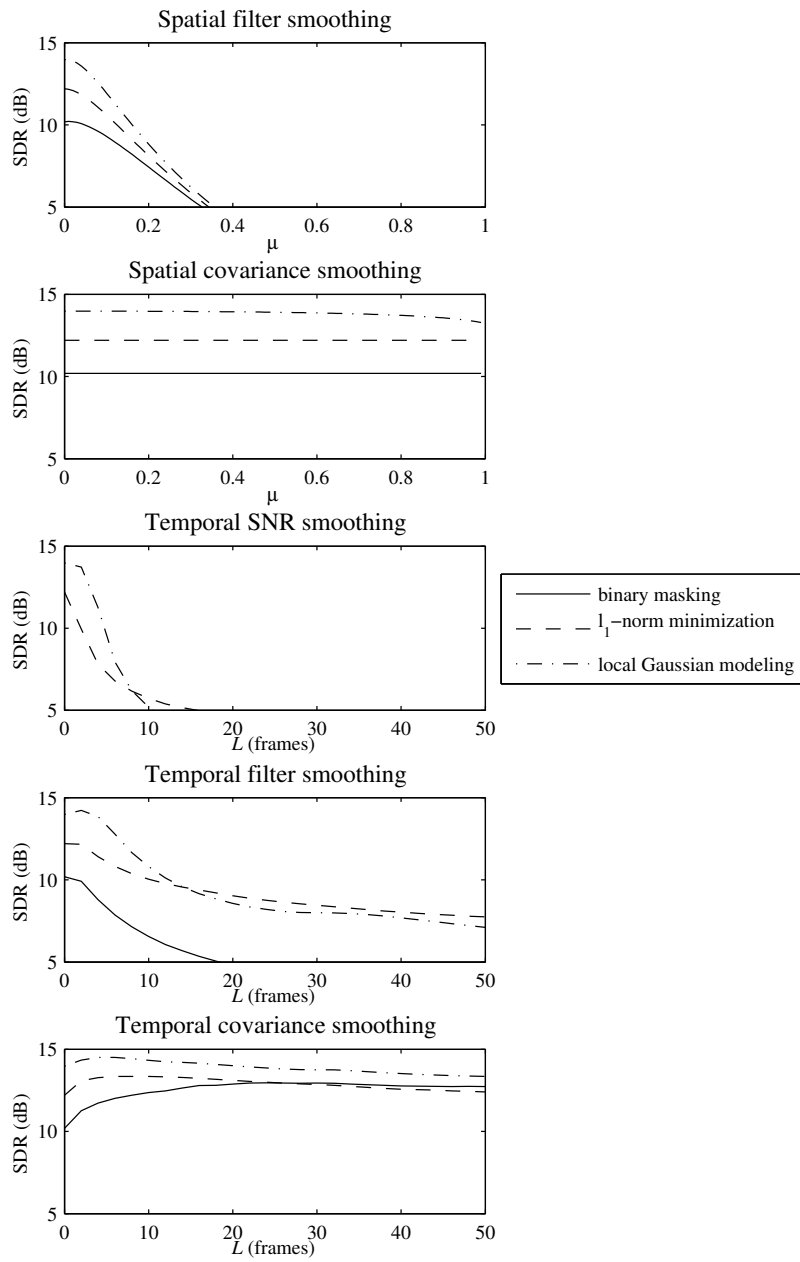 Spatial filter smoothing
15
10
5
SDR (dB)
0 0.2 0.4 0.6 0.8 1
μ
Spatial covariance smoothing
15
10
5
SDR (dB)
0 0.2 0.4 0.6 0.8 1
μ
Temporal SNR smoothing
15
10
5
SDR (dB)
0 10 20 30 40 50
L (frames)
binary masking
l1−norm minimization
local Gaussian modeling
Temporal filter smoothing
15
10
5
SDR (dB)
0 10 20 30 40 50
L (frames)
Temporal covariance smoothing
15
10
5
SDR (dB)
0 10 20 30 40 50
L (frames)